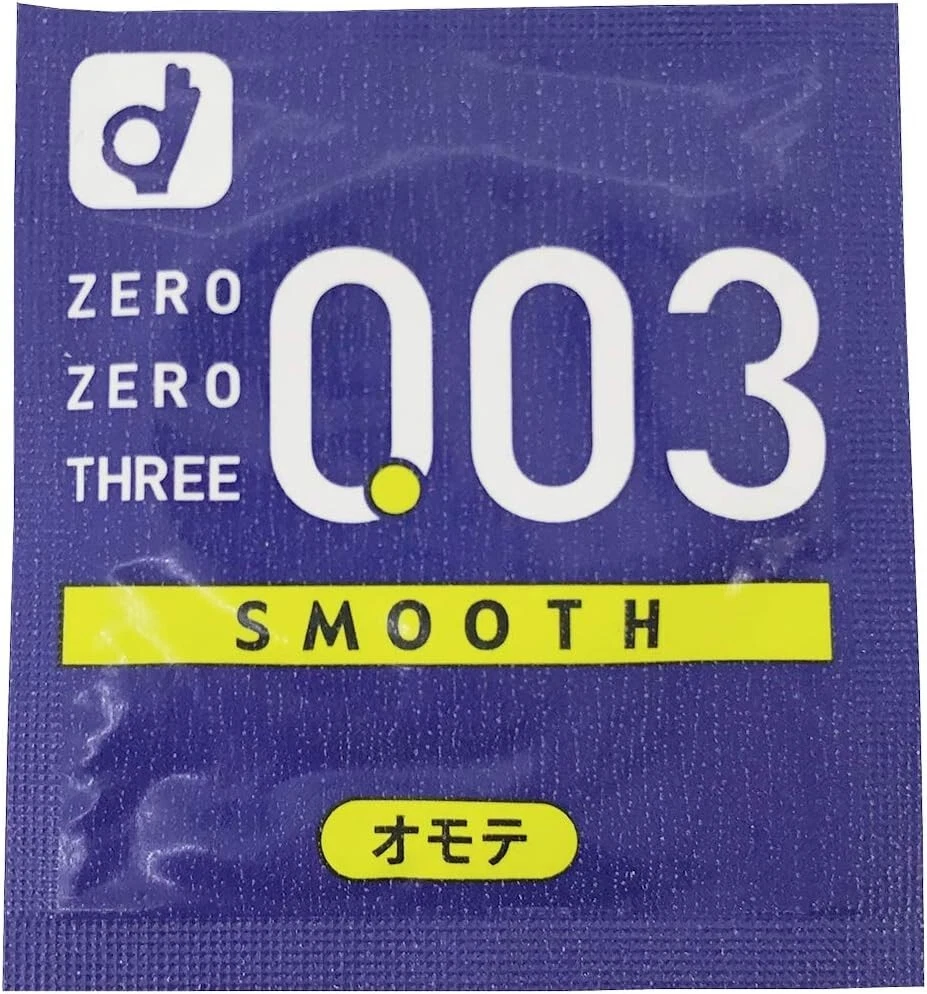 ZERO
ZERO
THREE
0.03
SMOOTH
オモテ